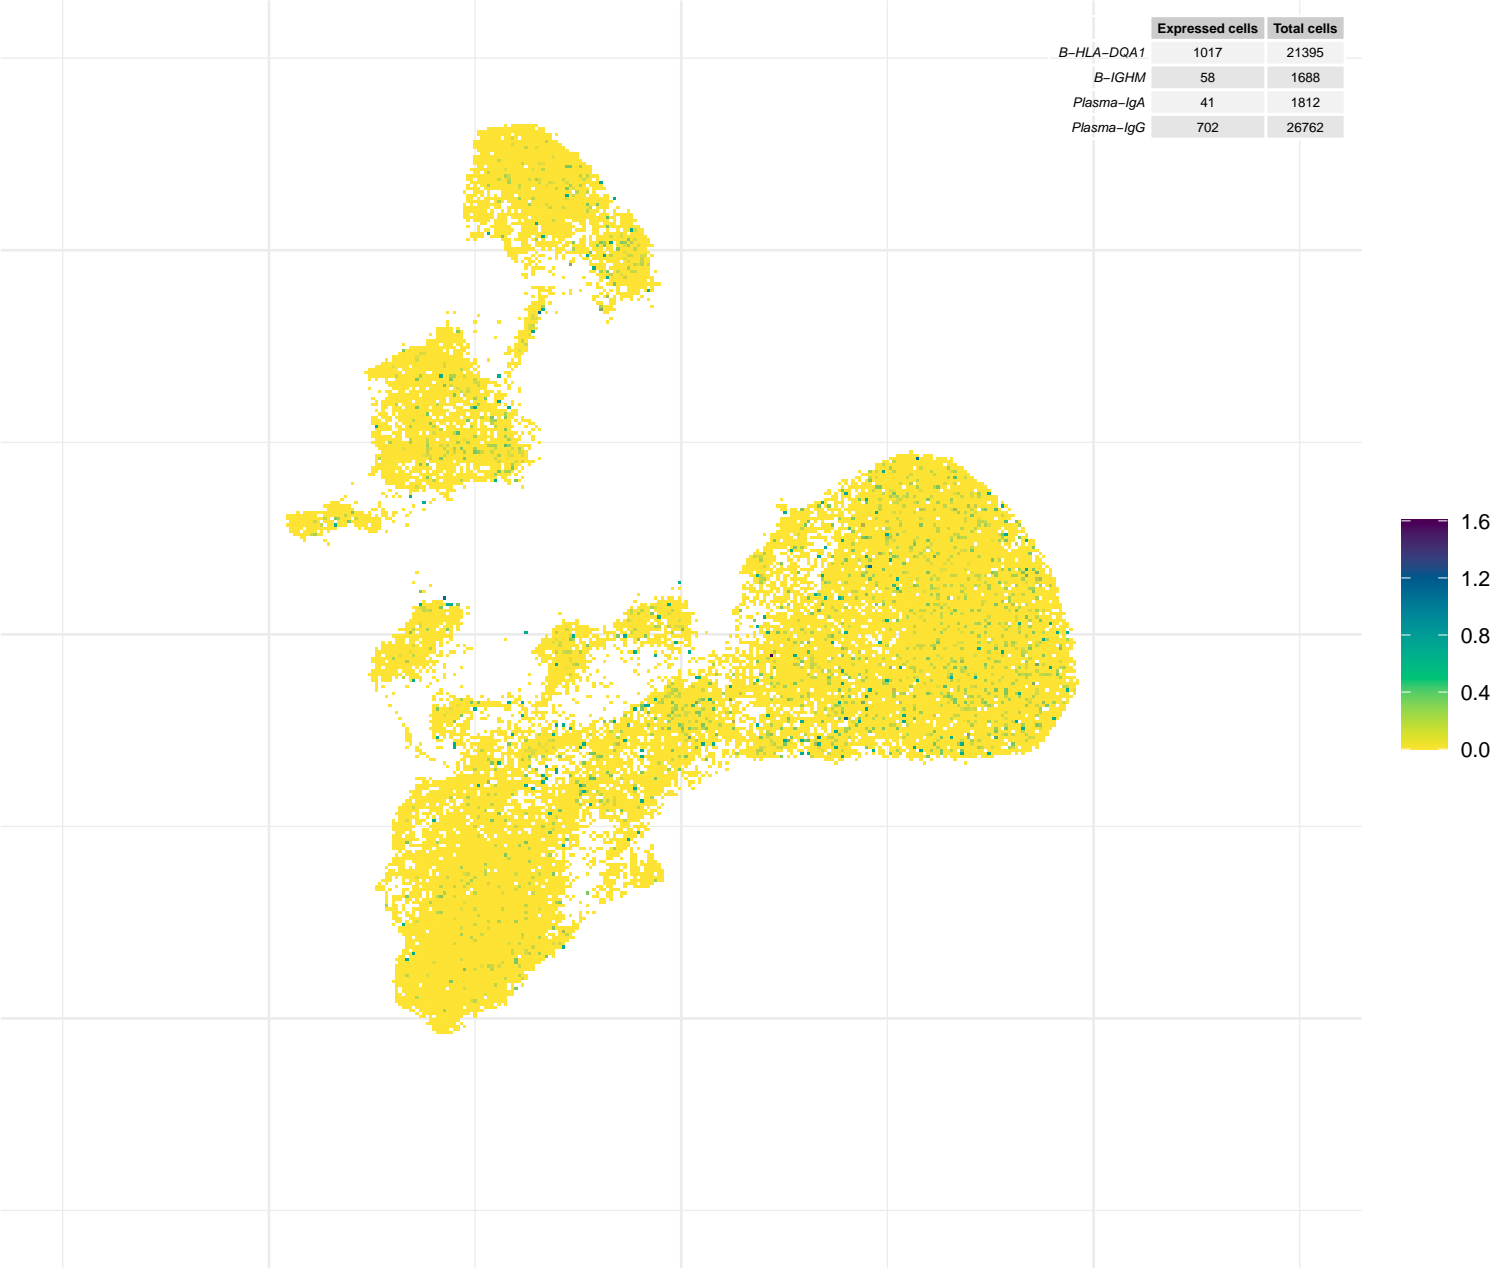 Expressed cells Total cells
B−HLA−DQA1 1017 21395
B−IGHM 58 1688
Plasma−IgA 41 1812
Plasma−IgG 702 26762
1.6
1.2
0.8
0.4
0.0